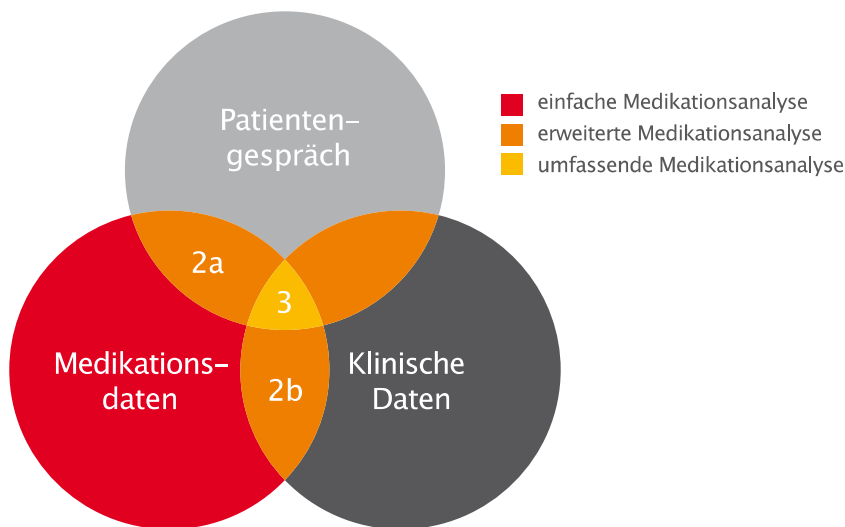 Patienten-
gespräch
einfache Medikationsanalyse
erweiterte Medikationsanalyse
umfassende Medikationsanalyse
2a
3
Medikations-
daten
2b
Klinische
Daten